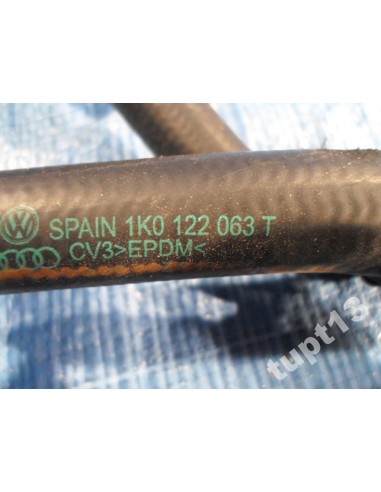 SPAIN 1K0 122 063 T
CV3>EPDM<
tupt13